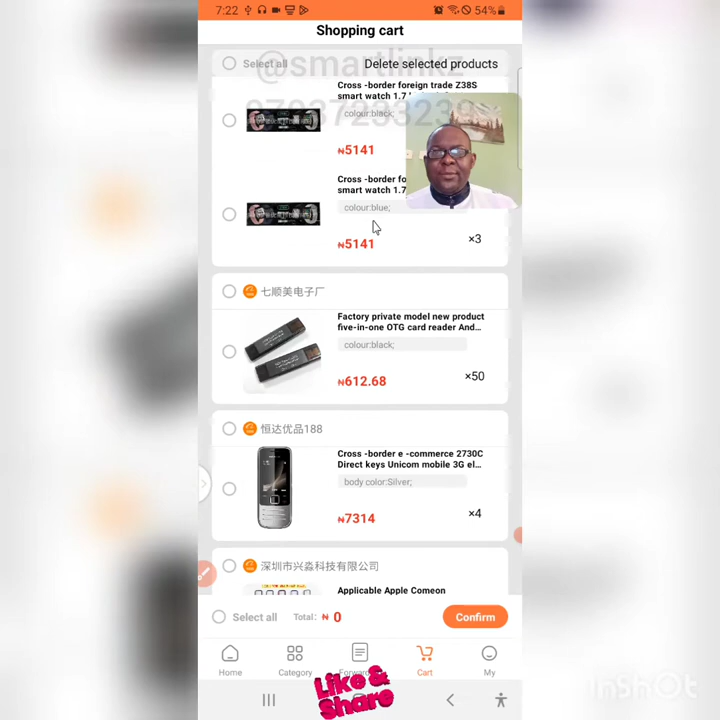 7:22
54%
Shopping cart
Select all
Delete selected products
@smartlinkz
Cross -border foreign trade Z38S
smart watch 1.7
colour:black;
₦5141
Cross -border fo
smart watch 1.7
colour:blue;
₦5141
×3
七顺美电子厂
Factory private model new product
five-in-one OTG card reader And...
colour:black;
₦612.68
×50
恒达优品188
Cross -border e -commerce 2730C
Direct keys Unicom mobile 3G el...
body color:Silver;
₦7314
×4
深圳市兴淼科技有限公司
Applicable Apple Comeon
Select all
Total: ₦ 0
Confirm
Home
Category
Cart
My
Like &
Share
InShot